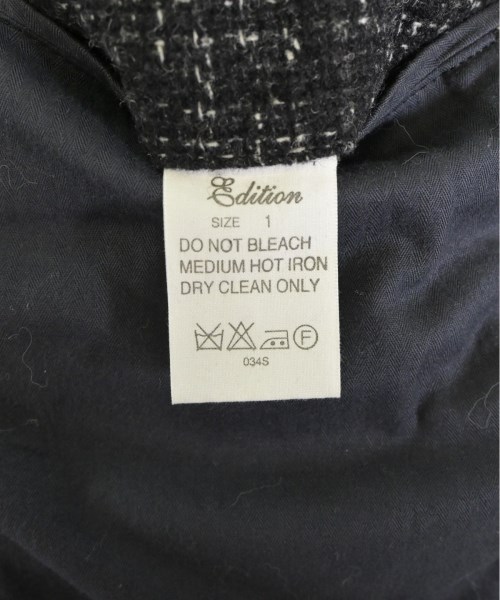 Edition
SIZE 1
DO NOT BLEACH
MEDIUM HOT IRON
DRY CLEAN ONLY
F
034S